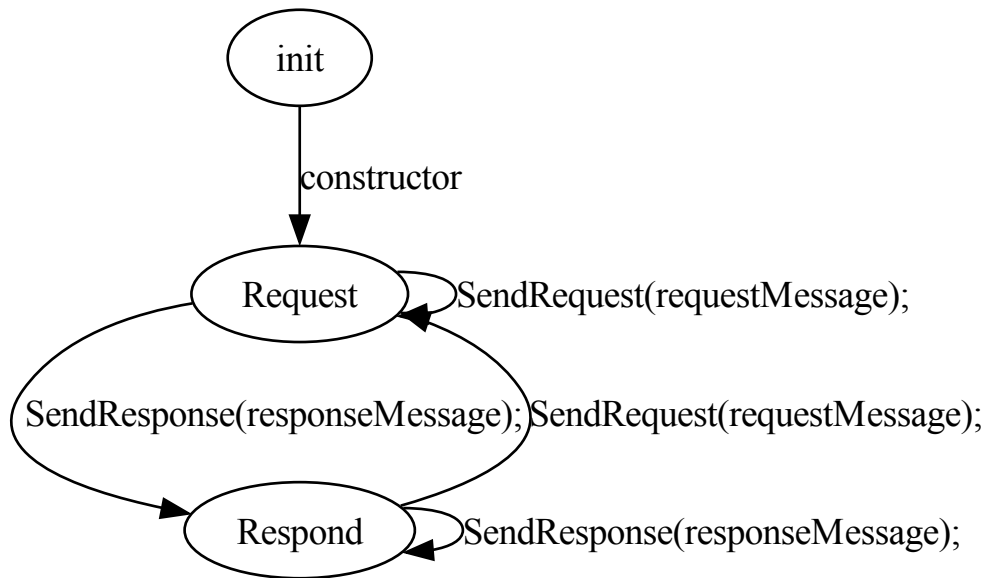 init
constructor
Request
SendRequest(requestMessage);
SendResponse(responseMessage);
SendRequest(requestMessage);
Respond
SendResponse(responseMessage);